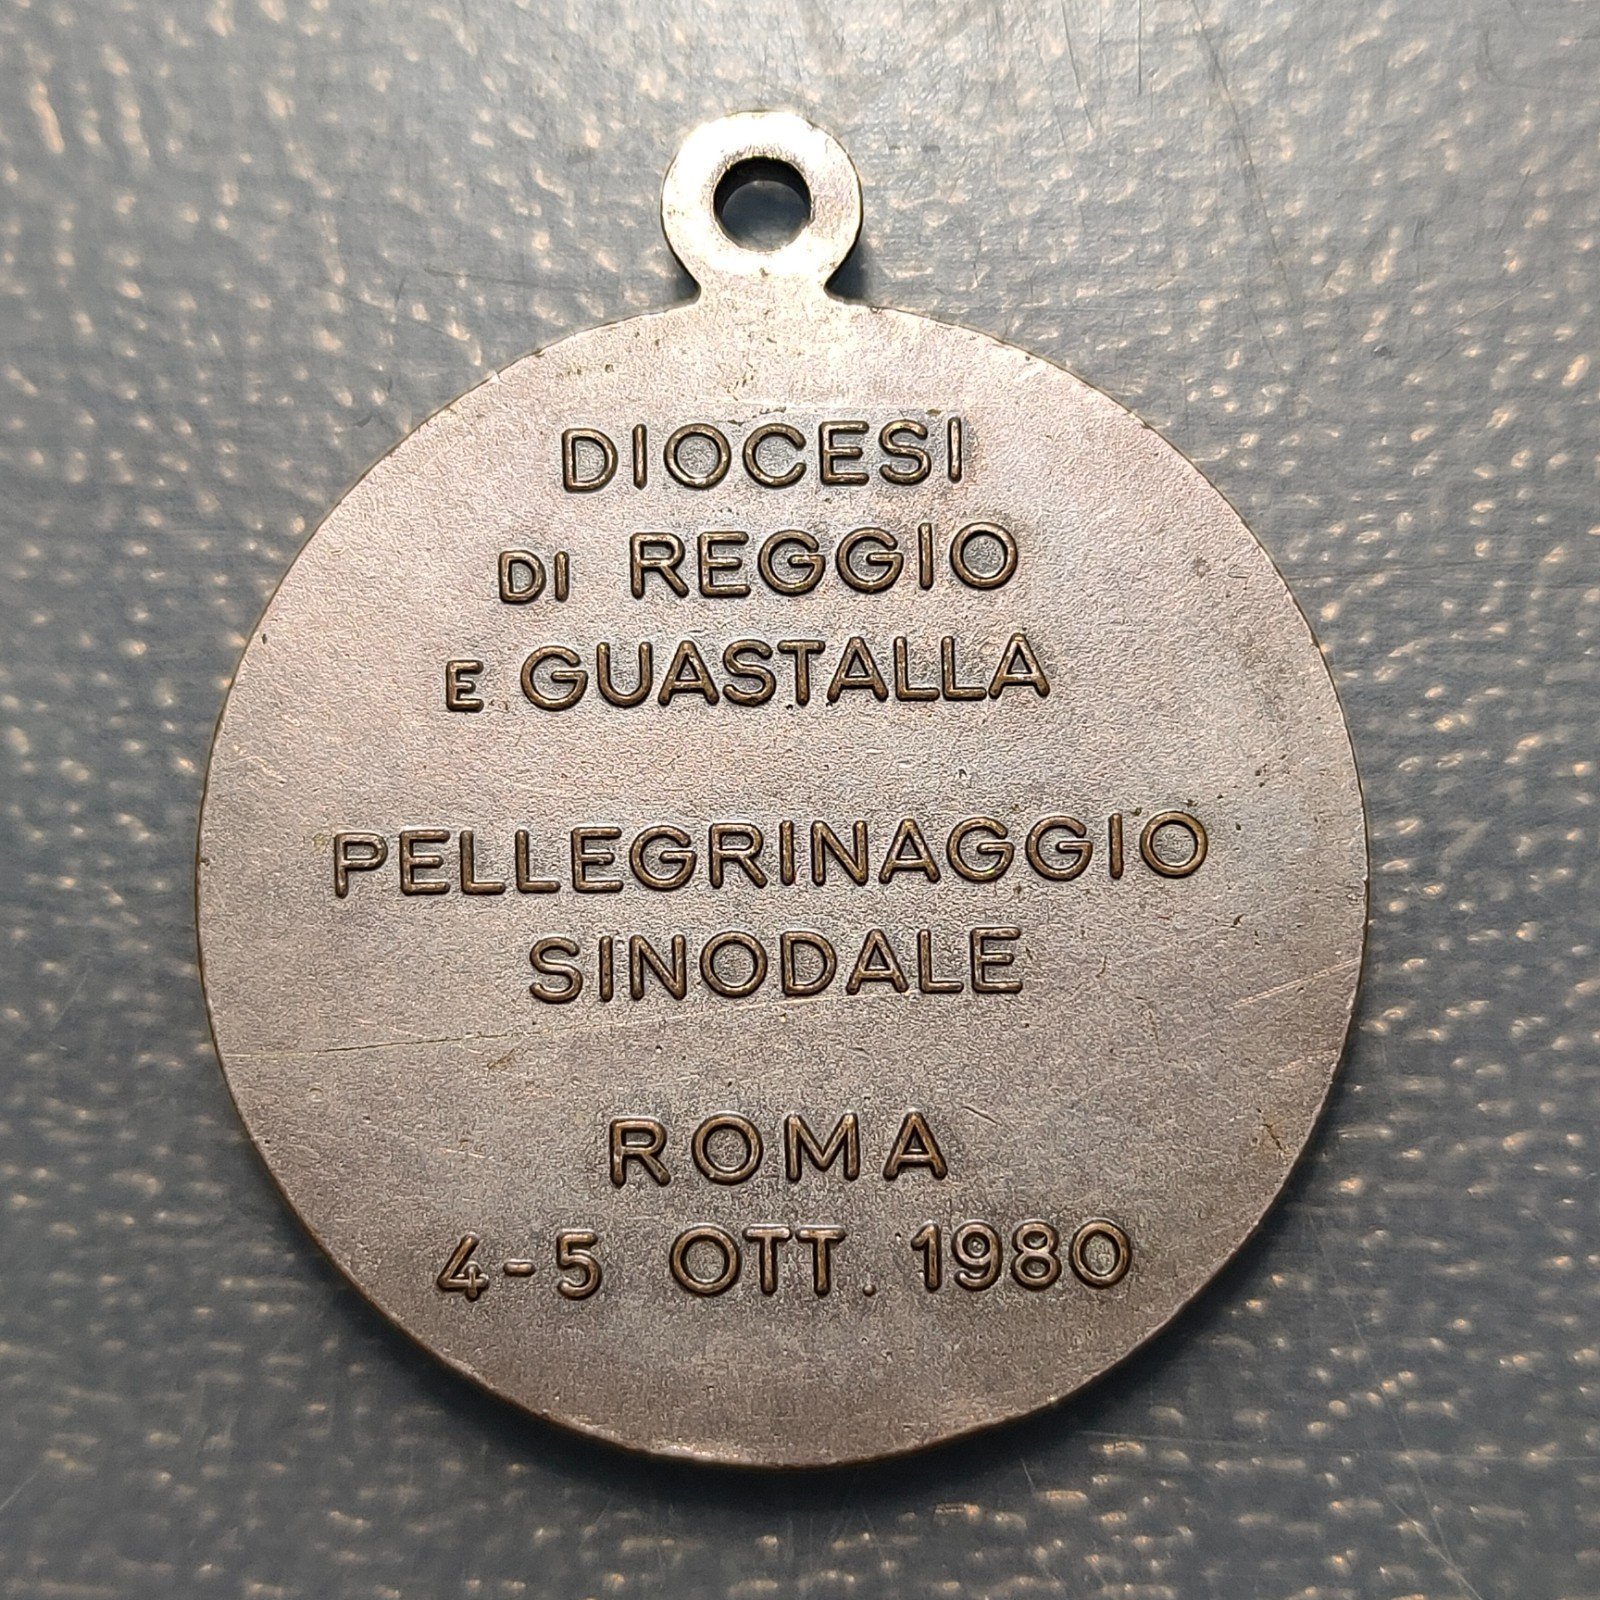 DIOCESI
DI REGGIO
E GUASTALLA
PELLEGRINAGGIO
SINODALE
ROMA
4-5 OTT. 1980